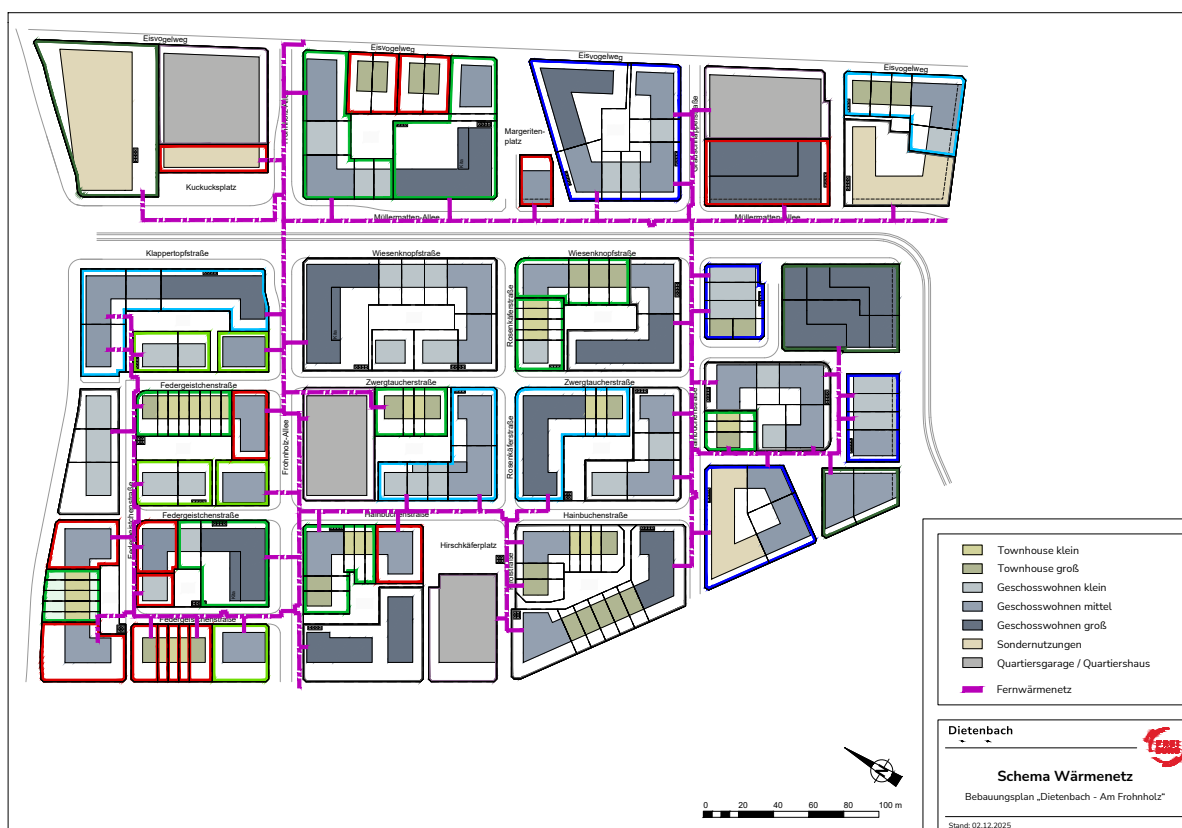 Eisvogelweg
Eisvogelweg
Eisvogelweg
Eisvogelweg
Margeriten-
platz
Kuckucksplatz
Müllermatten-Allee
Müllermatten-Allee
Klappertopfstraße
Wiesenknopfstraße
Wiesenknopfstraße
Rosenkäferstraße
Federgeistchenstraße
Zwergtaucherstraße
Zwergtaucherstraße
Frohnholz-Allee
Rosenkäferstraße
Federgeistchenstraße
Federgeistchenstraße
Hainbuchenstraße
Hirschkäferplatz
Hainbuchenstraße
Federgeistchenstraße
Townhouse klein
Townhouse groß
Geschosswohnen klein
Geschosswohnen mittel
Geschosswohnen groß
Sondernutzungen
Quartiersgarage / Quartiershaus
Fernwärmenetz
Dietenbach
FREI
BURG
Schema Wärmenetz
Bebauungsplan „Dietenbach - Am Frohnholz"
Stand: 02.12.2025
0 20 40 60 80 100 m